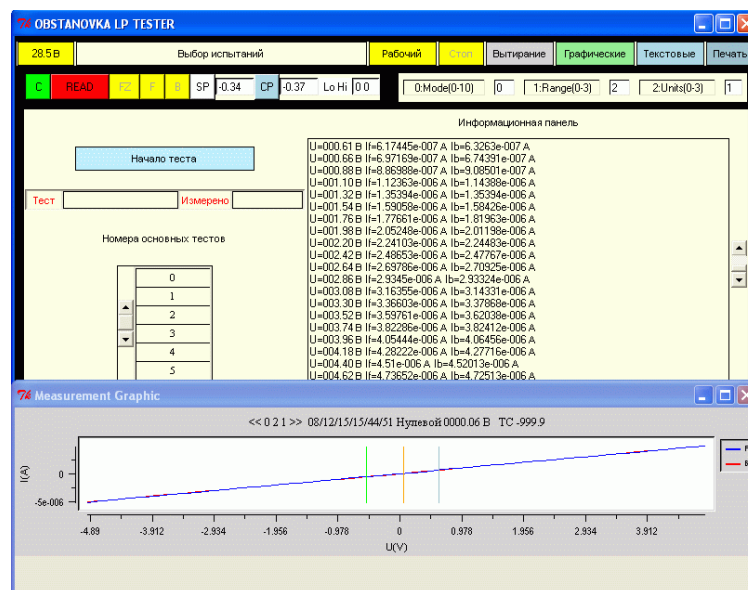 OBSTANOVKA LP TESTER
28.5 В Выбор испытаний Рабочий Стоп Вытирание Графические Текстовые Печать
C READ FZ F B SP -0.34 CP -0.37 Lo Hi 0 0 0:Mode(0-10) 0 1:Range(0-3) 2 2:Units(0-3) 1
Информационная панель
Начало теста
Тест Измерено
Номера основных тестов
0
1
2
3
4
5
U=000.61 В If=6.17445e-007 A Ib=6.3263e-007 A
U=000.66 В If=6.97169e-007 A Ib=6.74391e-007 A
U=000.88 В If=8.86988e-007 A Ib=9.08501e-007 A
U=001.10 В If=1.12363e-006 A Ib=1.14388e-006 A
U=001.32 В If=1.35394e-006 A Ib=1.35394e-006 A
U=001.54 В If=1.59058e-006 A Ib=1.58426e-006 A
U=001.76 В If=1.77661e-006 A Ib=1.81963e-006 A
U=001.98 В If=2.05248e-006 A Ib=2.01198e-006 A
U=002.20 В If=2.24103e-006 A Ib=2.24483e-006 A
U=002.42 В If=2.48653e-006 A Ib=2.47767e-006 A
U=002.64 В If=2.69786e-006 A Ib=2.70925e-006 A
U=002.86 В If=2.9345e-006 A Ib=2.93324e-006 A
U=003.08 В If=3.16355e-006 A Ib=3.14331e-006 A
U=003.30 В If=3.36603e-006 A Ib=3.37868e-006 A
U=003.52 В If=3.59761e-006 A Ib=3.62038e-006 A
U=003.74 В If=3.82286e-006 A Ib=3.82412e-006 A
U=003.96 В If=4.05444e-006 A Ib=4.06456e-006 A
U=004.18 В If=4.28222e-006 A Ib=4.27716e-006 A
U=004.40 В If=4.51e-006 A Ib=4.52013e-006 A
U=004.62 В If=4.73652e-006 A Ib=4.72513e-006 A
Measurement Graphic
<< 0 2 1 >> 08/12/15/15/44/51 Нулевой 0000.06 В TC -999.9
I(A)
0
-5e-006
-4.89 -3.912 -2.934 -1.956 -0.978 0 0.978 1.956 2.934 3.912
U(V)